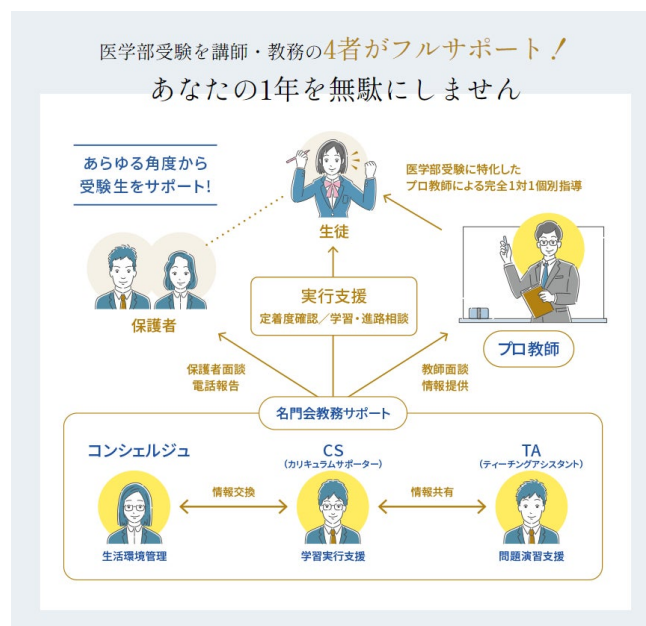 医学部受験を講師・教務の4者がフルサポート！
あなたの1年を無駄にしません
あらゆる角度から
受験生をサポート!
医学部受験に特化した
プロ教師による完全1対1個別指導
生徒
保護者
実行支援
定着度確認／学習・進路相談
プロ教師
保護者面談
電話報告
教師面談
情報提供
名門会教務サポート
コンシェルジュ
CS
（カリキュラムサポーター）
TA
（ティーチングアシスタント）
情報交換
情報共有
生活環境管理
学習実行支援
問題演習支援